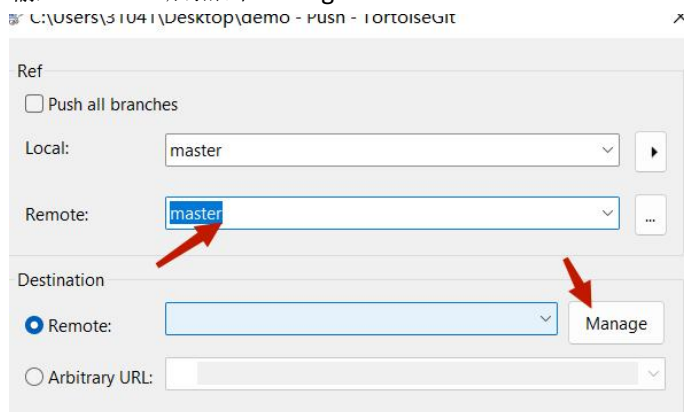 C:\Users\31041\Desktop\demo - Push - TortoiseGit
Ref
Push all branches
Local:
master
Remote:
master
...
Destination
Remote:
Manage
Arbitrary URL: